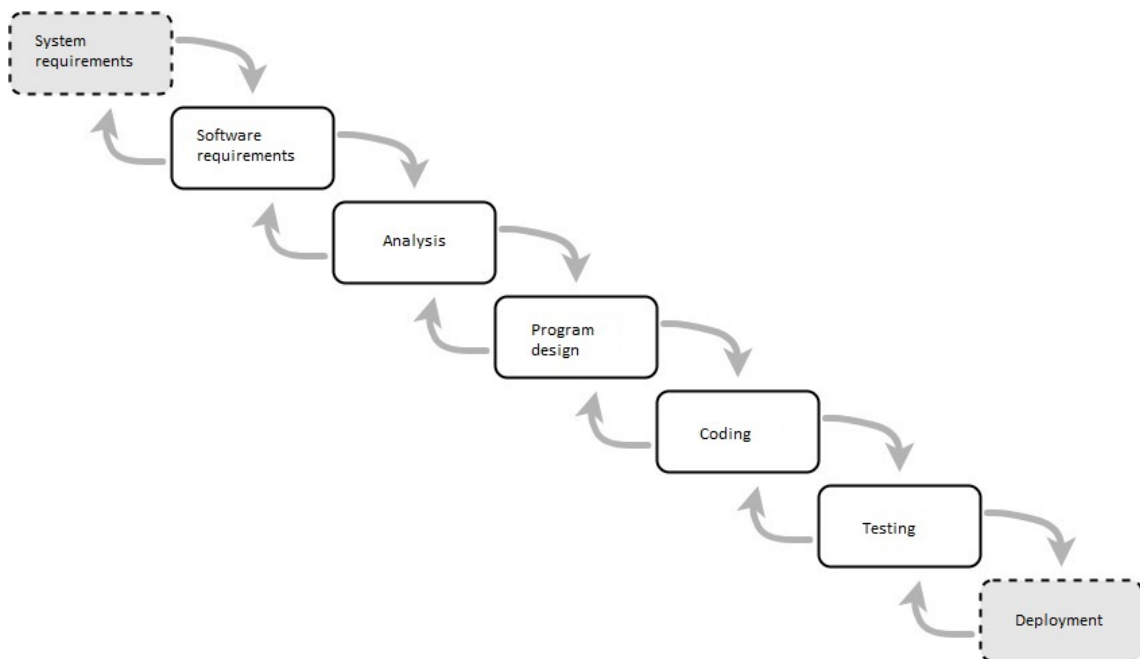 System
requirements
Software
requirements
Analysis
Program
design
Coding
Testing
Deployment